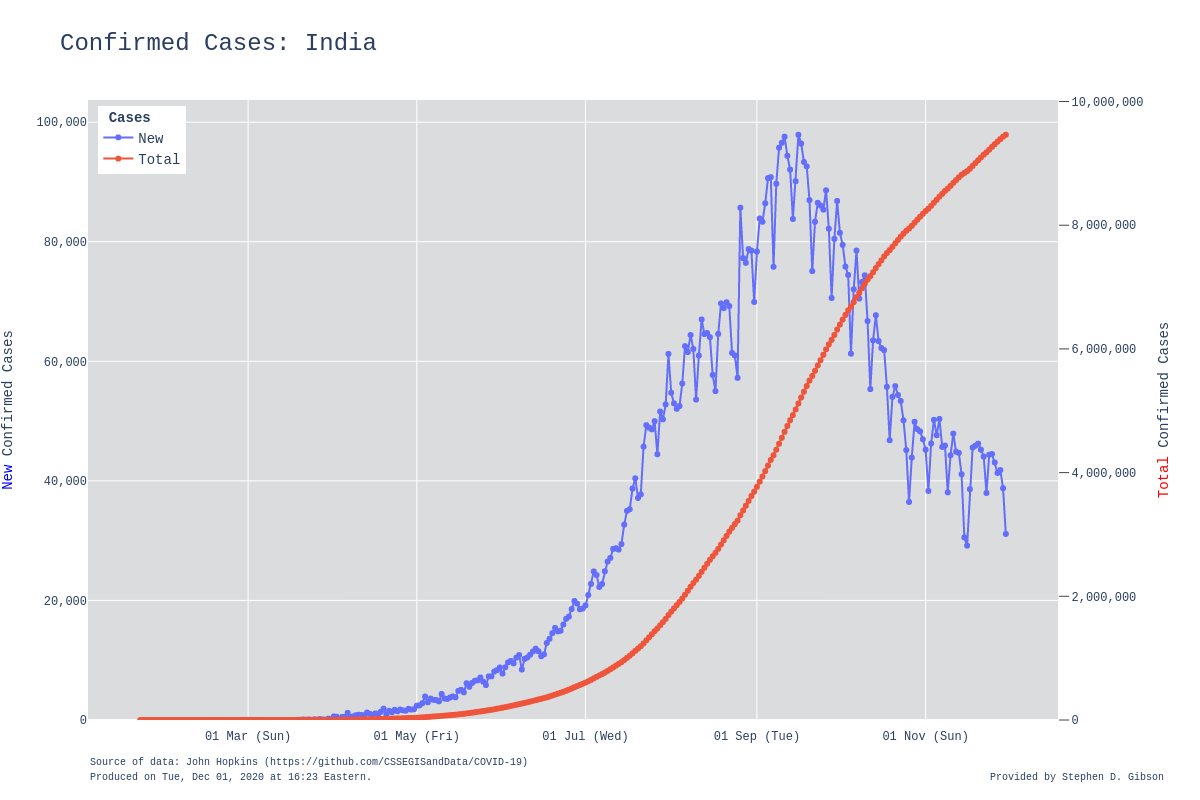 Confirmed Cases: India
Cases
New
Total
100,000
80,000
60,000
40,000
20,000
0
New Confirmed Cases
10,000,000
8,000,000
6,000,000
4,000,000
2,000,000
0
Total Confirmed Cases
01 Mar (Sun) 01 May (Fri) 01 Jul (Wed) 01 Sep (Tue) 01 Nov (Sun)
Source of data: John Hopkins (https://github.com/CSSEGISandData/COVID-19)
Produced on Tue, Dec 01, 2020 at 16:23 Eastern.
Provided by Stephen D. Gibson